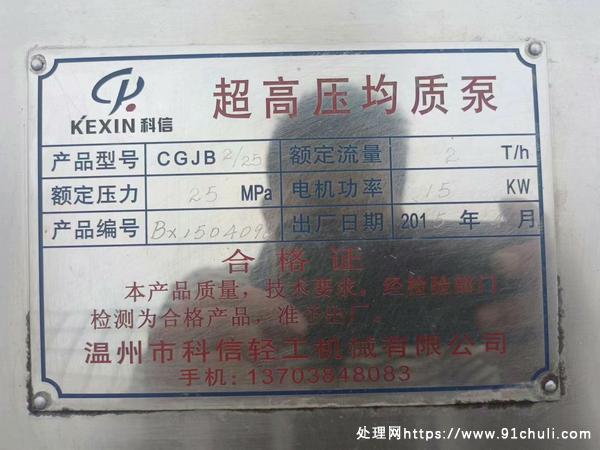 KEXIN 科信
超高压均质泵
产品型号 CGJB 2/25 额定流量 2 T/h
额定压力 25 MPa 电机功率 15 KW
产品编号 BX150409 出厂日期 2015 年 月
合格证
本产品质量，技术要求，经检验部门
检测为合格产品，准予出厂。
温州市科信轻工机械有限公司
手机:13703848083
处理网https://www.91chuli.com/